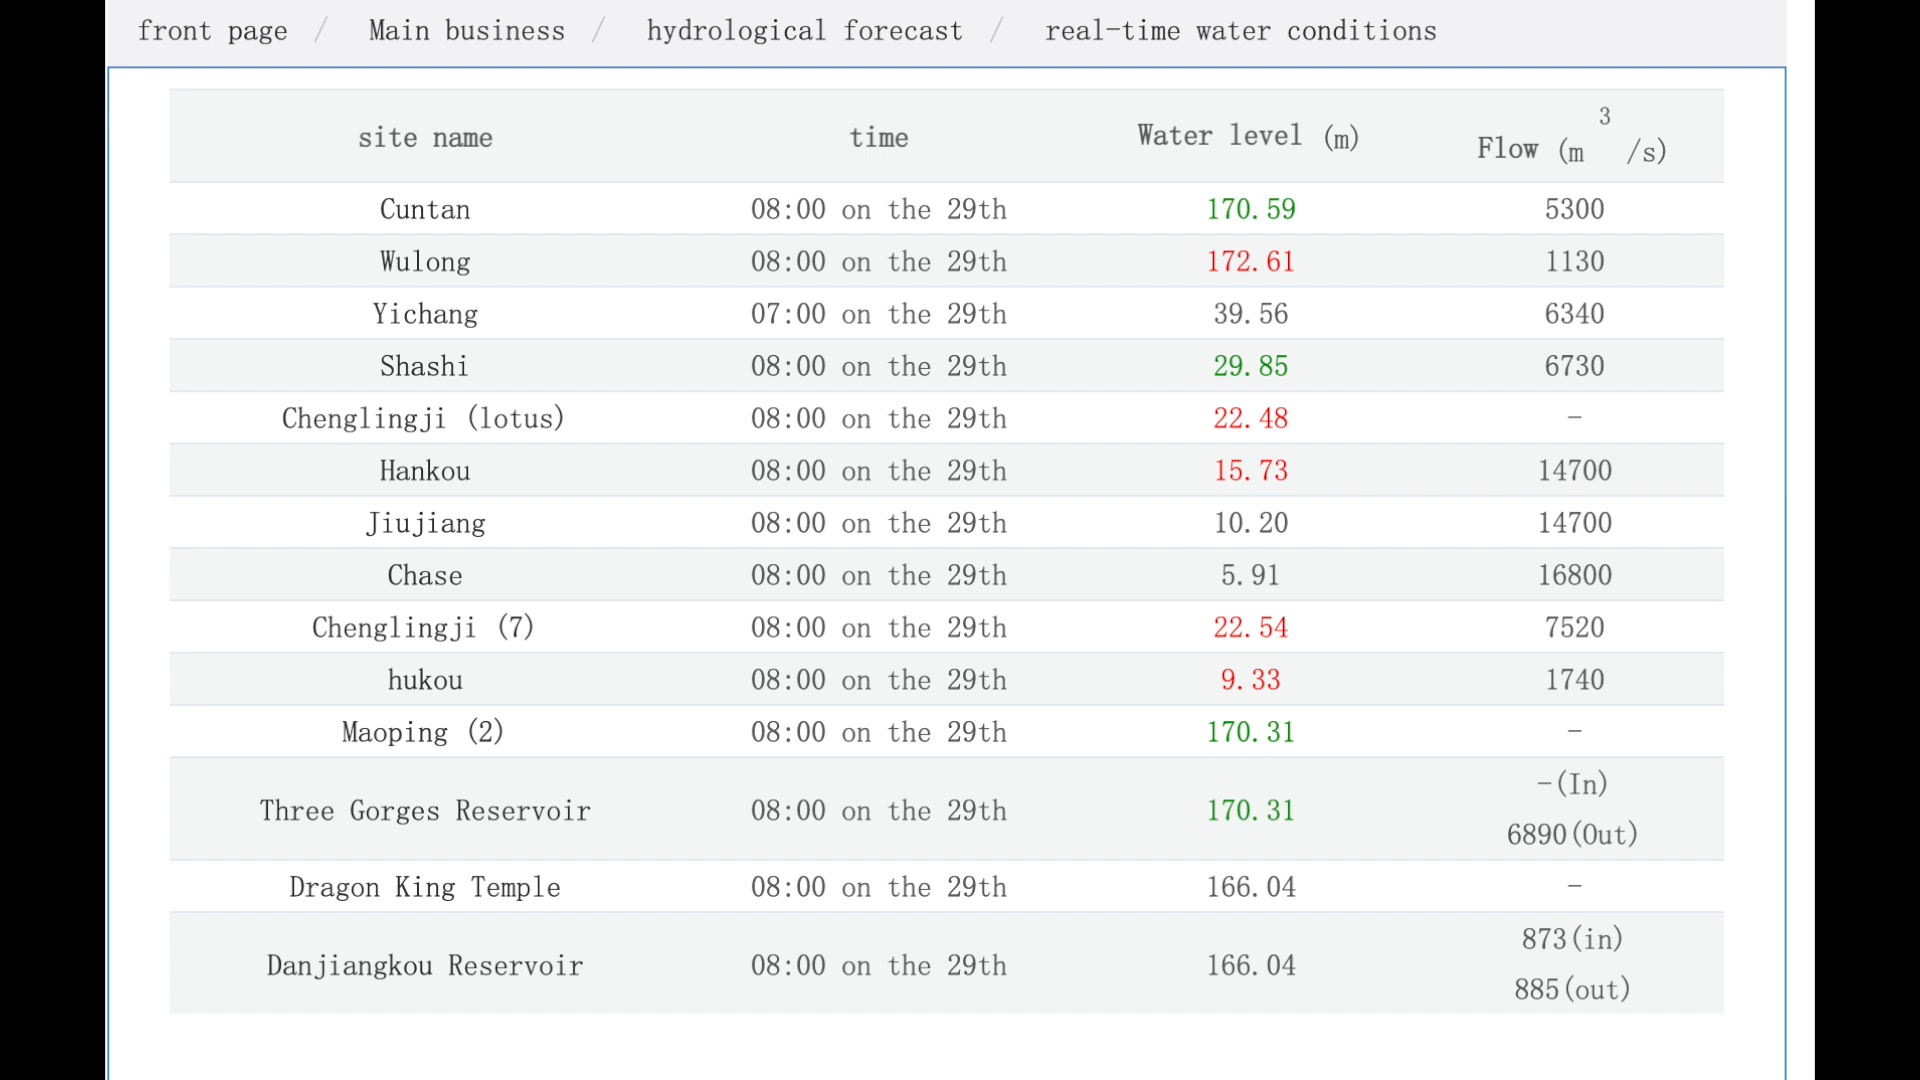 front page / Main business / hydrological forecast / real-time water conditions
site name time Water level (m) Flow (m³/s)
Cuntan 08:00 on the 29th 170.59 5300
Wulong 08:00 on the 29th 172.61 1130
Yichang 07:00 on the 29th 39.56 6340
Shashi 08:00 on the 29th 29.85 6730
Chenglingji (lotus) 08:00 on the 29th 22.48 -
Hankou 08:00 on the 29th 15.73 14700
Jiujiang 08:00 on the 29th 10.20 14700
Chase 08:00 on the 29th 5.91 16800
Chenglingji (7) 08:00 on the 29th 22.54 7520
hukou 08:00 on the 29th 9.33 1740
Maoping (2) 08:00 on the 29th 170.31 -
Three Gorges Reservoir 08:00 on the 29th 170.31 -(In)
6890(Out)
Dragon King Temple 08:00 on the 29th 166.04 -
Danjiangkou Reservoir 08:00 on the 29th 166.04 873(in)
885(out)